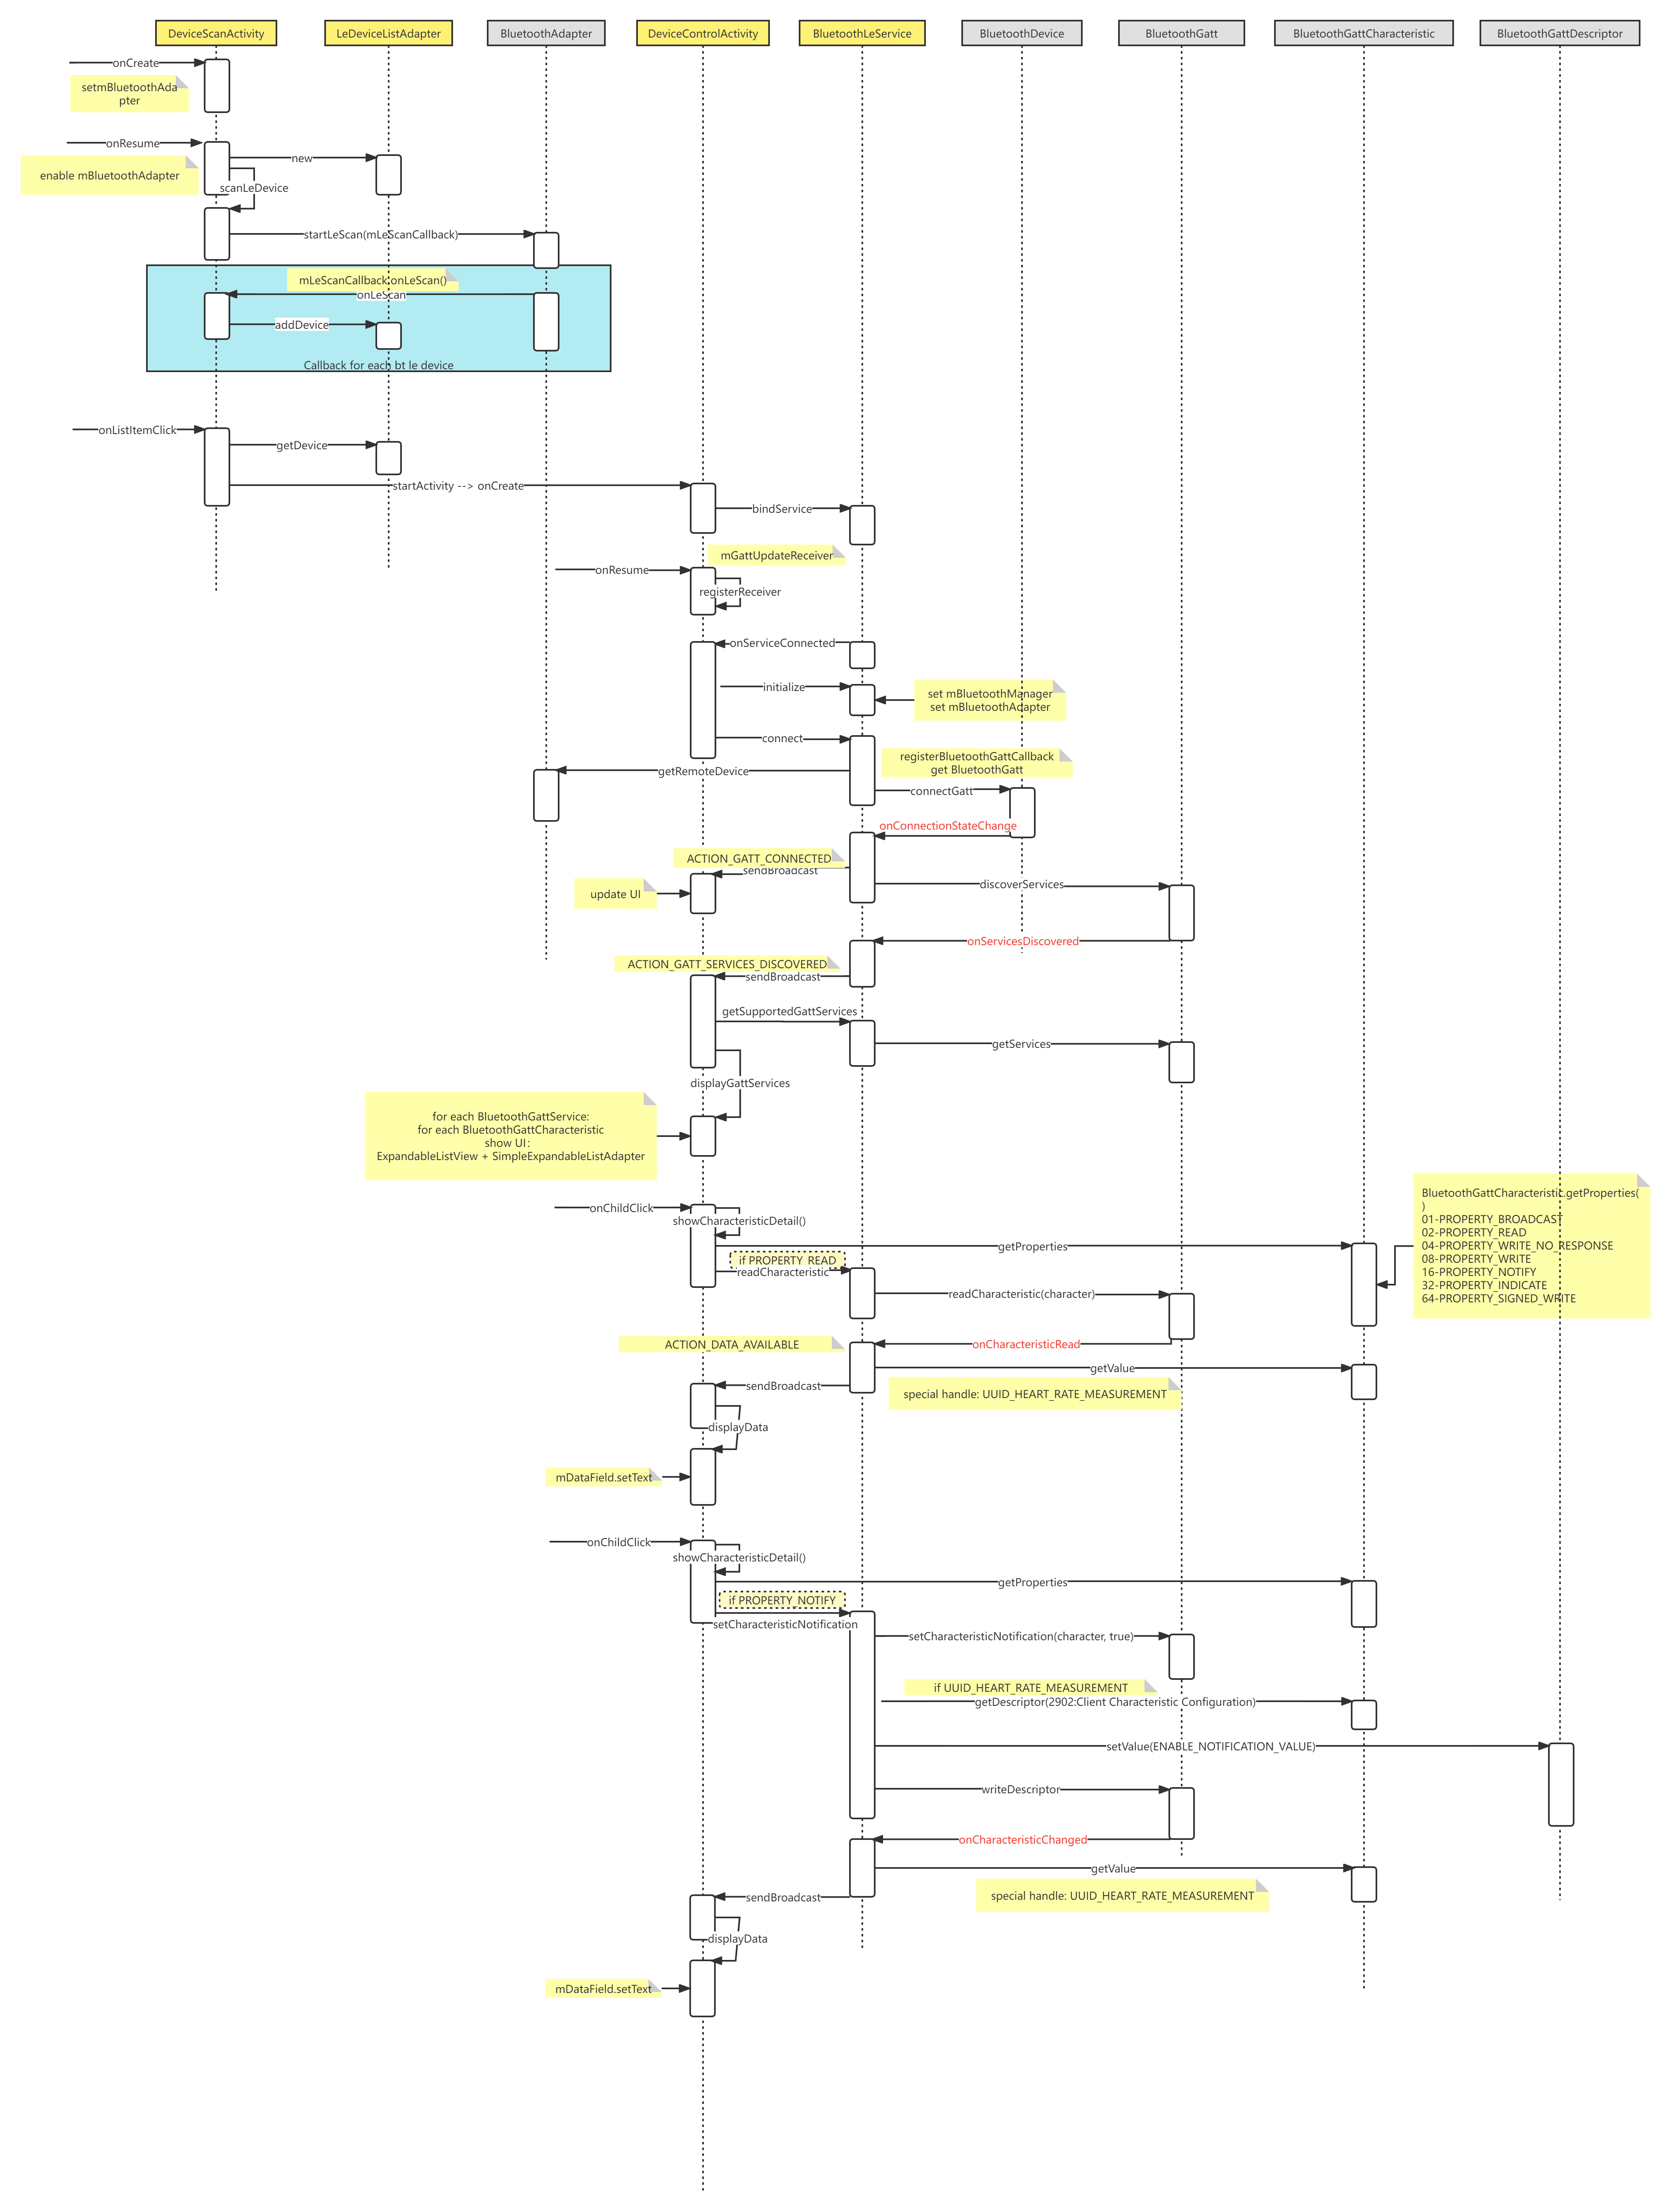 DeviceScanActivity
LeDeviceListAdapter
BluetoothAdapter
DeviceControlActivity
BluetoothLeService
BluetoothDevice
BluetoothGatt
BluetoothGattCharacteristic
BluetoothGattDescriptor
onCreate
setmBluetoothAda
pter
onResume
new
enable mBluetoothAdapter
scanLeDevice
startLeScan(mLeScanCallback)
mLeScanCallback:onLeScan()
onLeScan
addDevice
Callback for each bt le device
onListItemClick
getDevice
startActivity --> onCreate
bindService
mGattUpdateReceiver
onResume
registerReceiver
onServiceConnected
initialize
set mBluetoothManager
set mBluetoothAdapter
connect
registerBluetoothGattCallback
get BluetoothGatt
getRemoteDevice
connectGatt
onConnectionStateChange
ACTION_GATT_CONNECTED
sendBroadcast
discoverServices
update UI
onServicesDiscovered
ACTION_GATT_SERVICES_DISCOVERED
sendBroadcast
getSupportedGattServices
getServices
displayGattServices
for each BluetoothGattService:
for each BluetoothGattCharacteristic
show UI:
ExpandableListView + SimpleExpandableListAdapter
onChildClick
showCharacteristicDetail()
getProperties
BluetoothGattCharacteristic.getProperties(
)
01-PROPERTY_BROADCAST
02-PROPERTY_READ
04-PROPERTY_WRITE_NO_RESPONSE
08-PROPERTY_WRITE
16-PROPERTY_NOTIFY
32-PROPERTY_INDICATE
64-PROPERTY_SIGNED_WRITE
if PROPERTY_READ
readCharacteristic
readCharacteristic(character)
ACTION_DATA_AVAILABLE
onCharacteristicRead
getValue
sendBroadcast
special handle: UUID_HEART_RATE_MEASUREMENT
displayData
mDataField.setText
onChildClick
showCharacteristicDetail()
getProperties
if PROPERTY_NOTIFY
setCharacteristicNotification
setCharacteristicNotification(character, true)
if UUID_HEART_RATE_MEASUREMENT
getDescriptor(2902:Client Characteristic Configuration)
setValue(ENABLE_NOTIFICATION_VALUE)
writeDescriptor
onCharacteristicChanged
getValue
sendBroadcast
special handle: UUID_HEART_RATE_MEASUREMENT
displayData
mDataField.setText